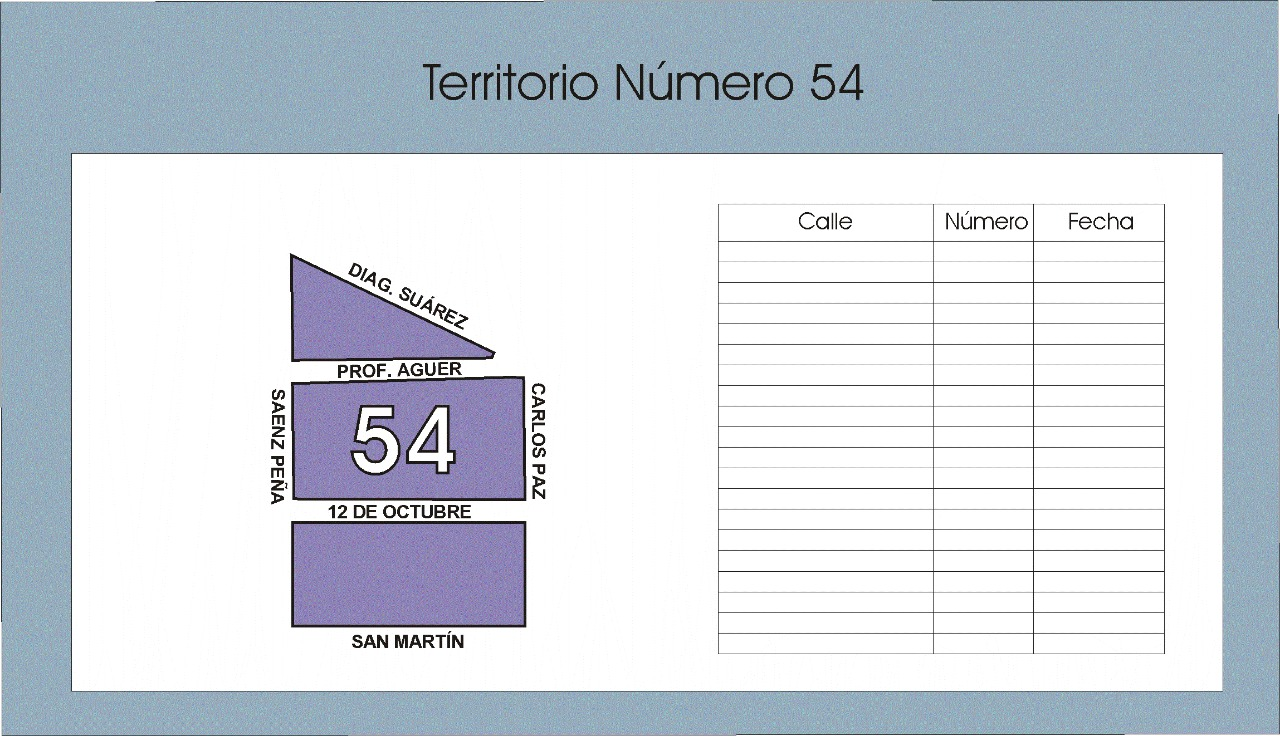 Territorio Número 54
DIAG. SUÁREZ
PROF. AGUER
SAENZ PEÑA
54
CARLOS PAZ
12 DE OCTUBRE
SAN MARTÍN
Calle Número Fecha